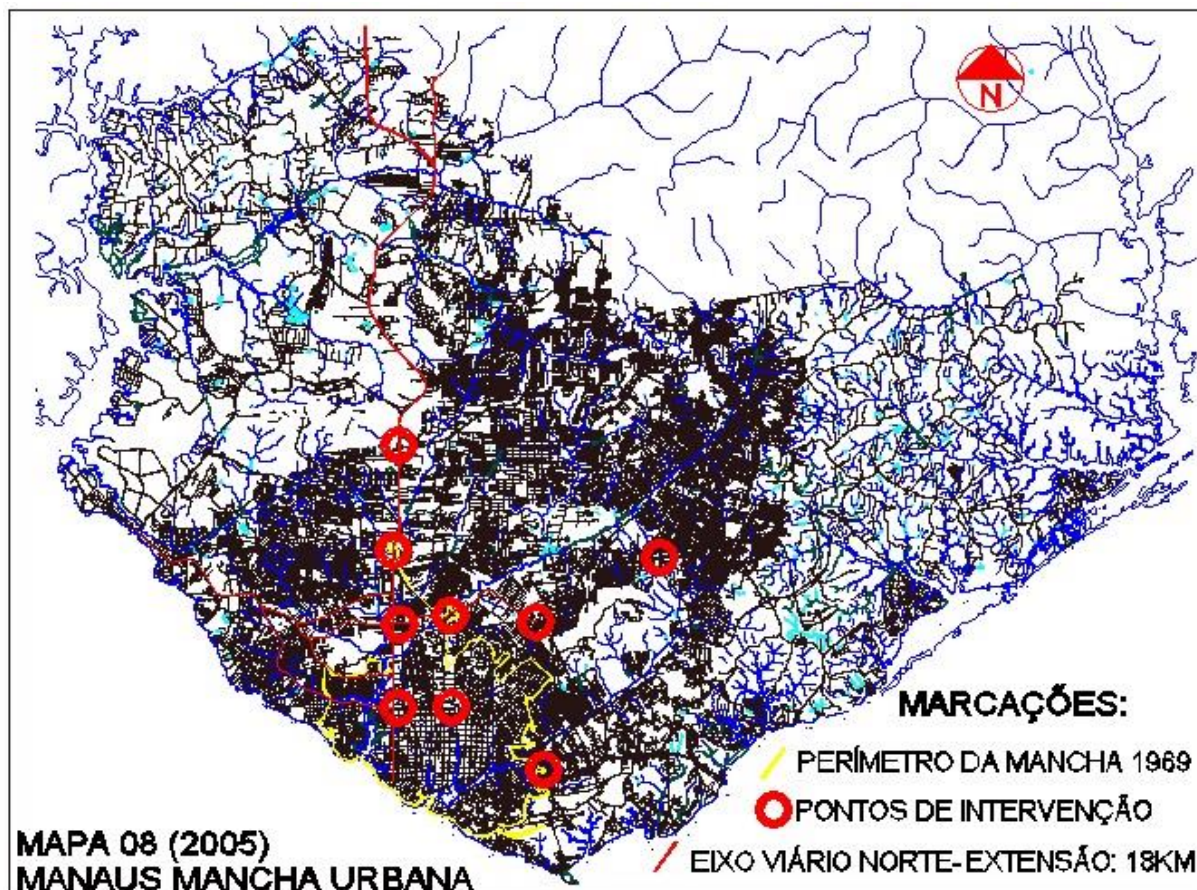 N
MARCAÇÕES:
PERÍMETRO DA MANCHA 1969
PONTOS DE INTERVENÇÃO
EIXO VIÁRIO NORTE-EXTENSÃO: 18KM
MAPA 08 (2005)
MANAUS MANCHA URBANA